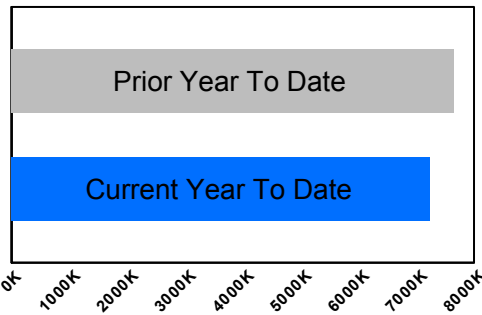 Prior Year To Date
Current Year To Date
0K 1000K 2000K 3000K 4000K 5000K 6000K 7000K 8000K